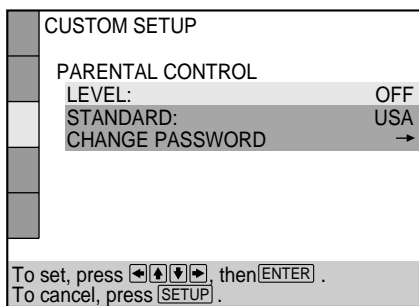 CUSTOM SETUP
PARENTAL CONTROL
LEVEL: OFF
STANDARD: USA
CHANGE PASSWORD →
To set, press ←↑↓→, then ENTER .
To cancel, press SETUP .